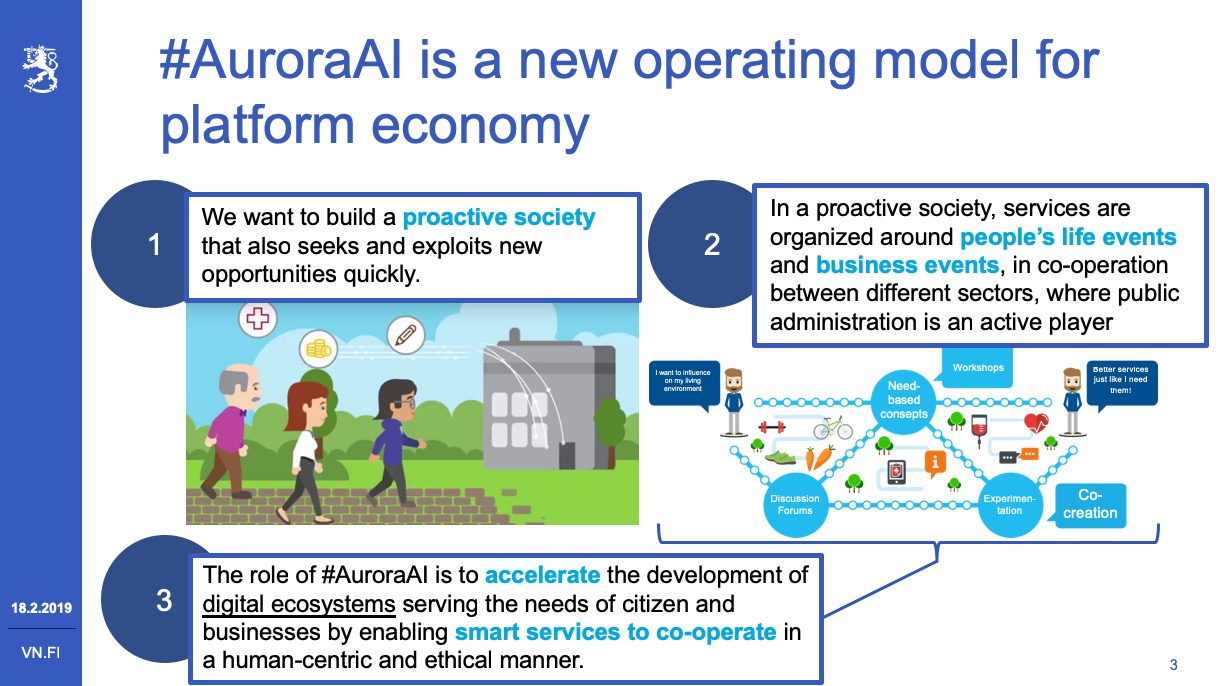 #AuroraAI is a new operating model for
platform economy
1
We want to build a proactive society
that also seeks and exploits new
opportunities quickly.
2
In a proactive society, services are
organized around people’s life events
and business events, in co-operation
between different sectors, where public
administration is an active player
I want to influence
on my living
environment
Workshops
Better services
just like I need
them!
Need-
based
consepts
i
Discussion
Forums
Experimen-
tation
Co-
creation
3
The role of #AuroraAI is to accelerate the development of
digital ecosystems serving the needs of citizen and
businesses by enabling smart services to co-operate in
a human-centric and ethical manner.
18.2.2019
VN.FI
3